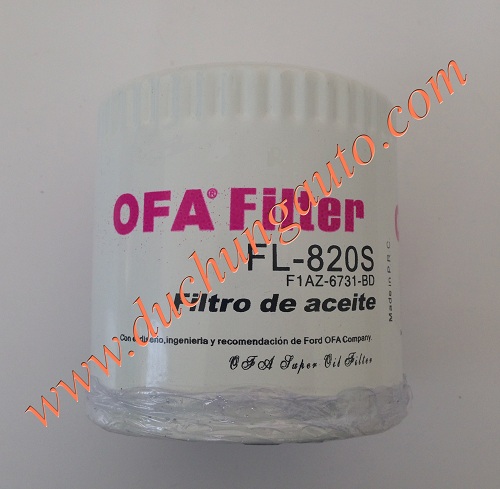 OFA® Filter
FL-820S
F1AZ-6731-BD
Filtro de aceite
Con el diseño, ingenieria y recomendación de Ford OFA Company.
OFA Super Oil Filter
Made in P R C
www.duchungauto.com